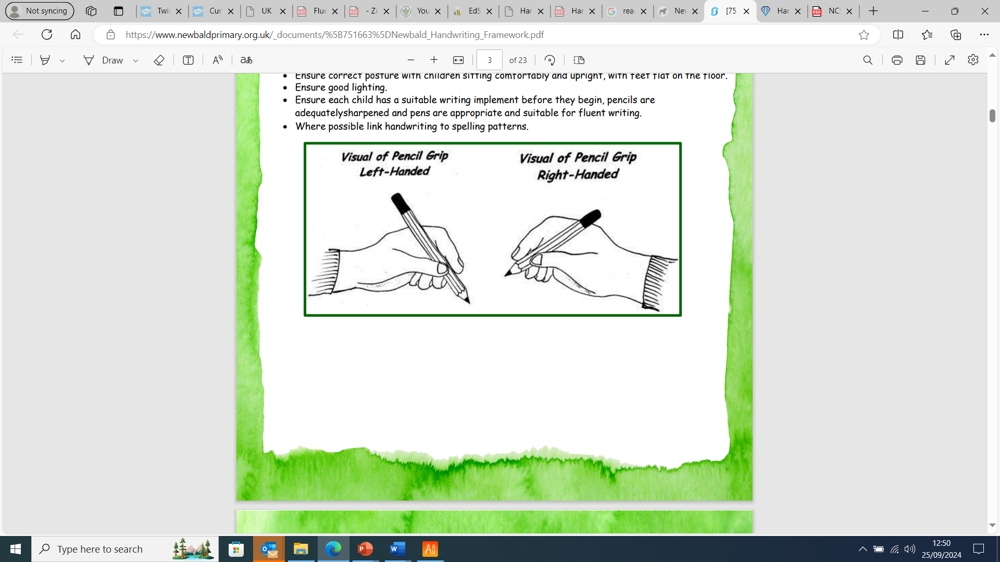 Not syncing
Twi
Cur
UK
Flue
- Zi
You
EdS
Har
Har
rea
Nev
[75
Har
NC
https://www.newbaldprimary.org.uk/_documents/%5B751663%5DNewbald_Handwriting_Framework.pdf
Draw
3 of 23
Ensure correct posture with children sitting comfortably and upright, with feet flat on the floor.
Ensure good lighting.
Ensure each child has a suitable writing implement before they begin, pencils are
adequatelysharpened and pens are appropriate and suitable for fluent writing.
Where possible link handwriting to spelling patterns.
Visual of Pencil Grip
Left-Handed
Visual of Pencil Grip
Right-Handed
Type here to search
12:50
25/09/2024